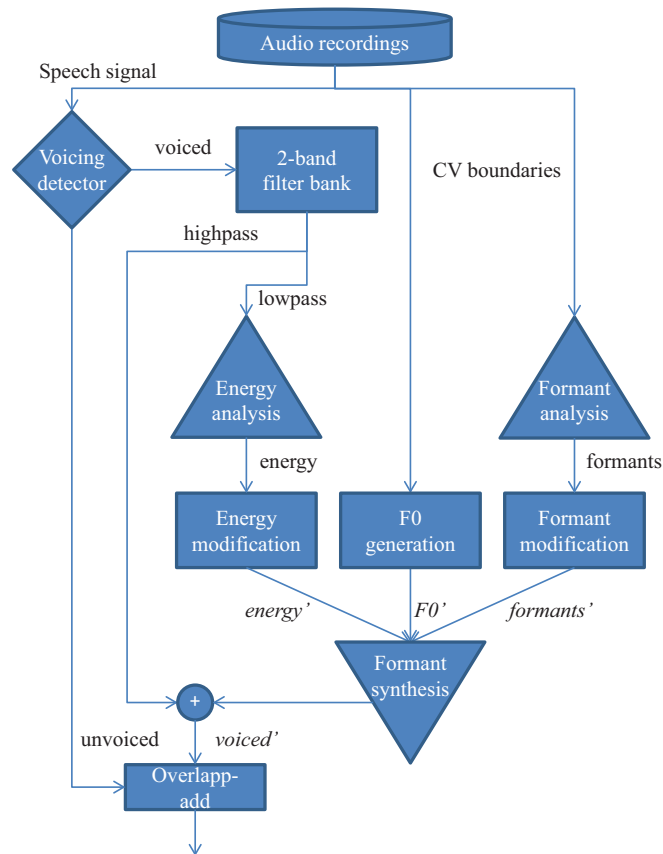 Audio recordings
Speech signal
Voicing
detector
voiced
2-band
filter bank
CV boundaries
highpass
lowpass
Energy
analysis
Formant
analysis
energy
formants
Energy
modification
F0
generation
Formant
modification
energy’
F0’
formants’
Formant
synthesis
+
unvoiced
voiced’
Overlapp-
add